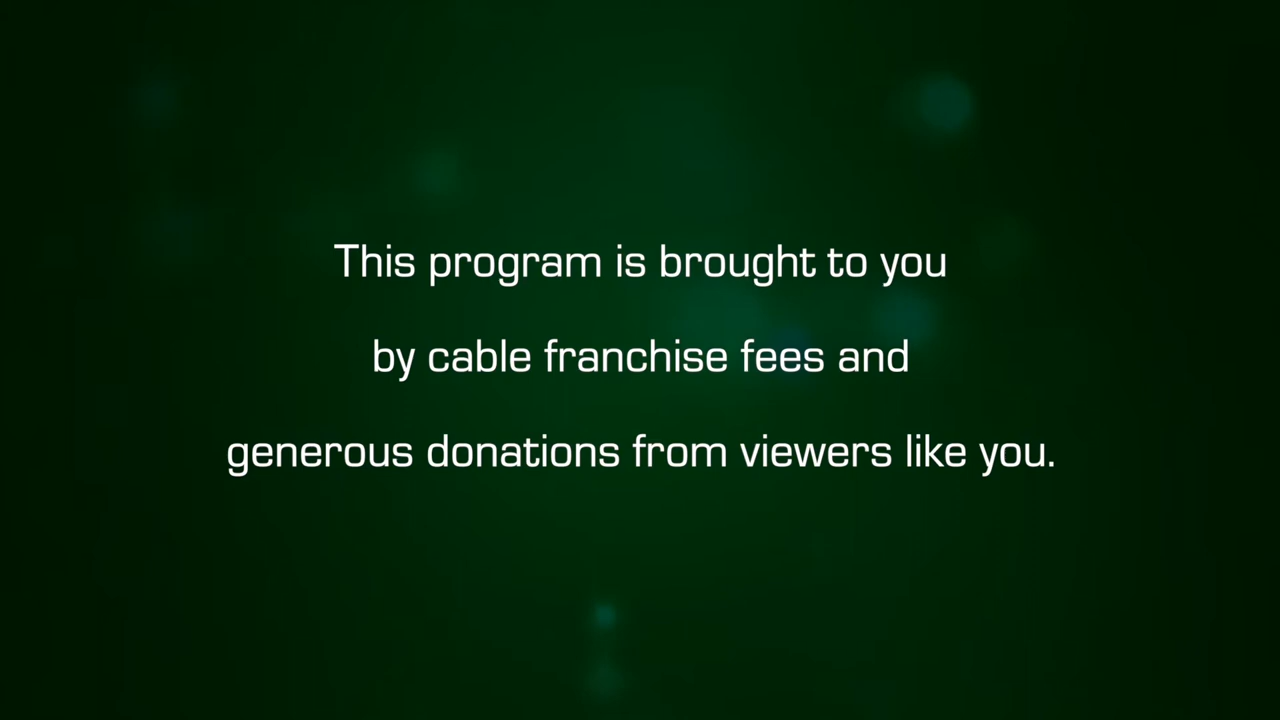 This program is brought to you
by cable franchise fees and
generous donations from viewers like you.